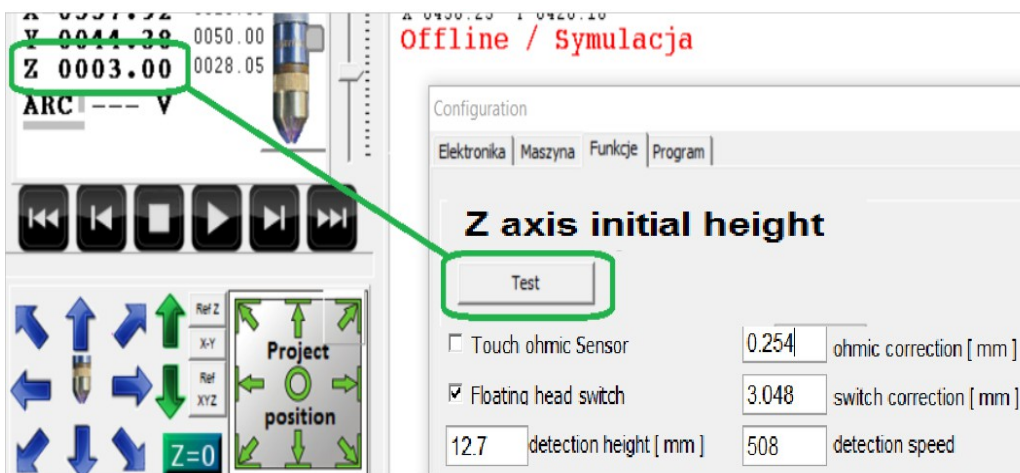 Y 0044.38 0050.00
Z 0003.00 0028.05
ARC --- V
Ref Z
X-Y
Ref
XYZ
Z=0
Project
position
Offline / Symulacja
Configuration
Elektronika Maszyna Funkcje Program
Z axis initial height
Test
Touch ohmic Sensor 0.254 ohmic correction [ mm ]
Floating head switch 3.048 switch correction [ mm ]
12.7 detection height [ mm ] 508 detection speed